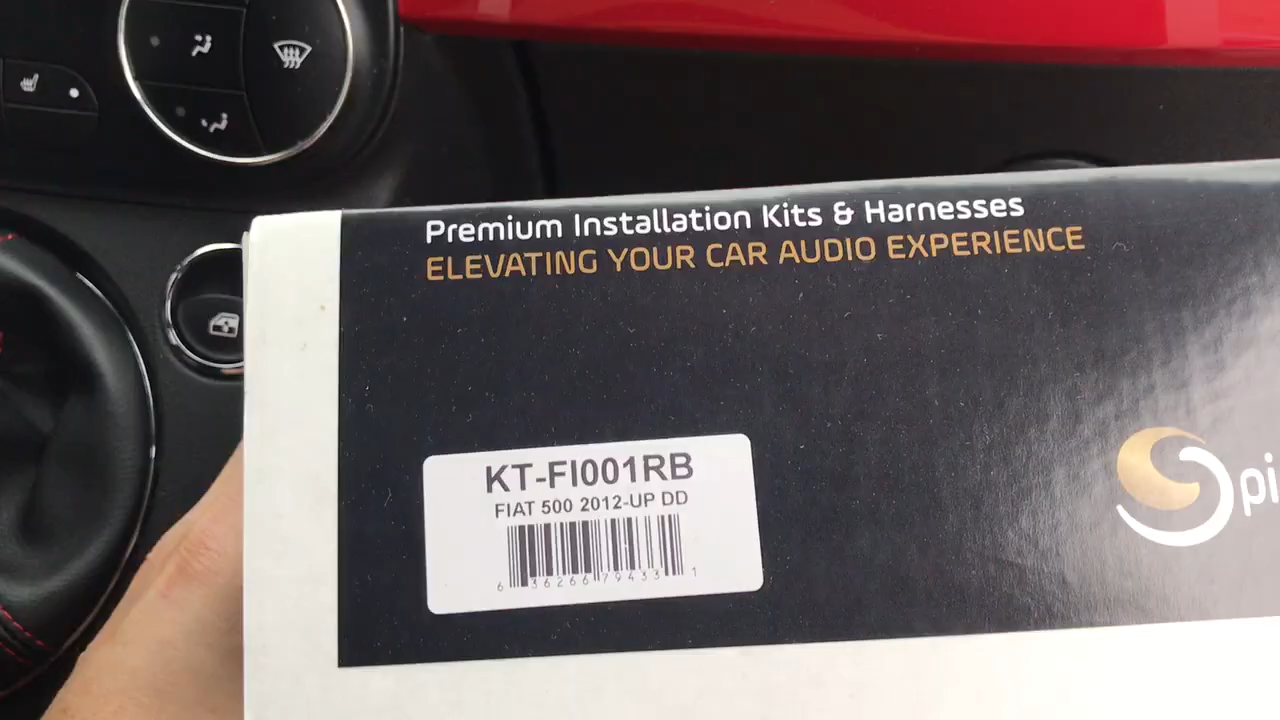 Premium Installation Kits & Harnesses
ELEVATING YOUR CAR AUDIO EXPERIENCE
KT-FI001RB
FIAT 500 2012-UP DD
6 36266 79433 1
Spi